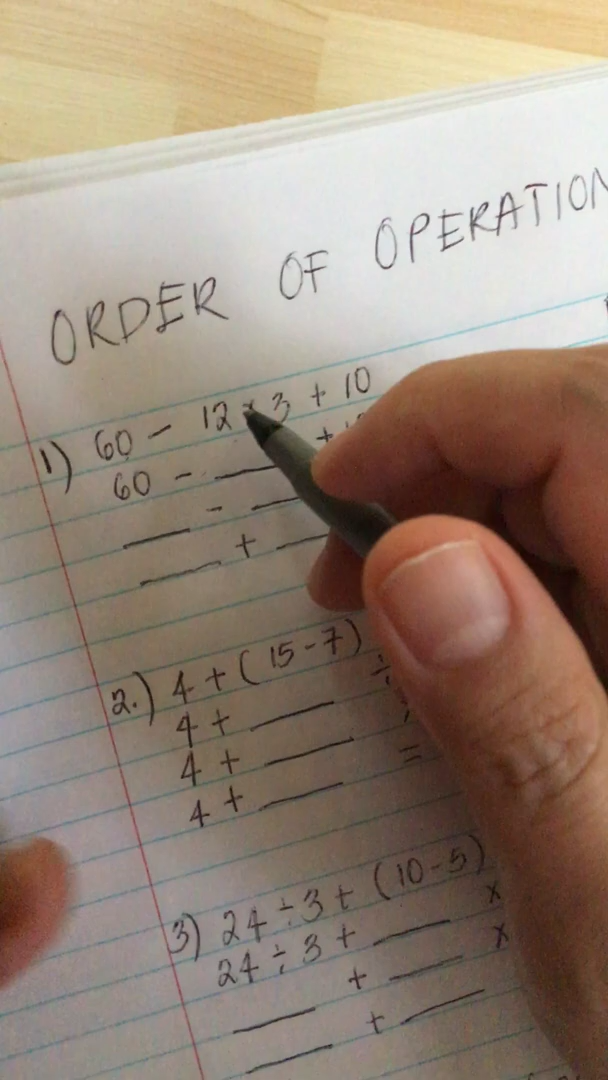 ORDER OF OPERATION
1) 60 - 12 × 3 + 10
60 - ___ +
___ - ___
___ + ___
2.) 4 + (15 - 7) ÷
4 + ___
4 + ___ =
4 + ___
3) 24 ÷ 3 + (10 - 5) x
24 ÷ 3 + ___ x
___ + ___
___ + ___